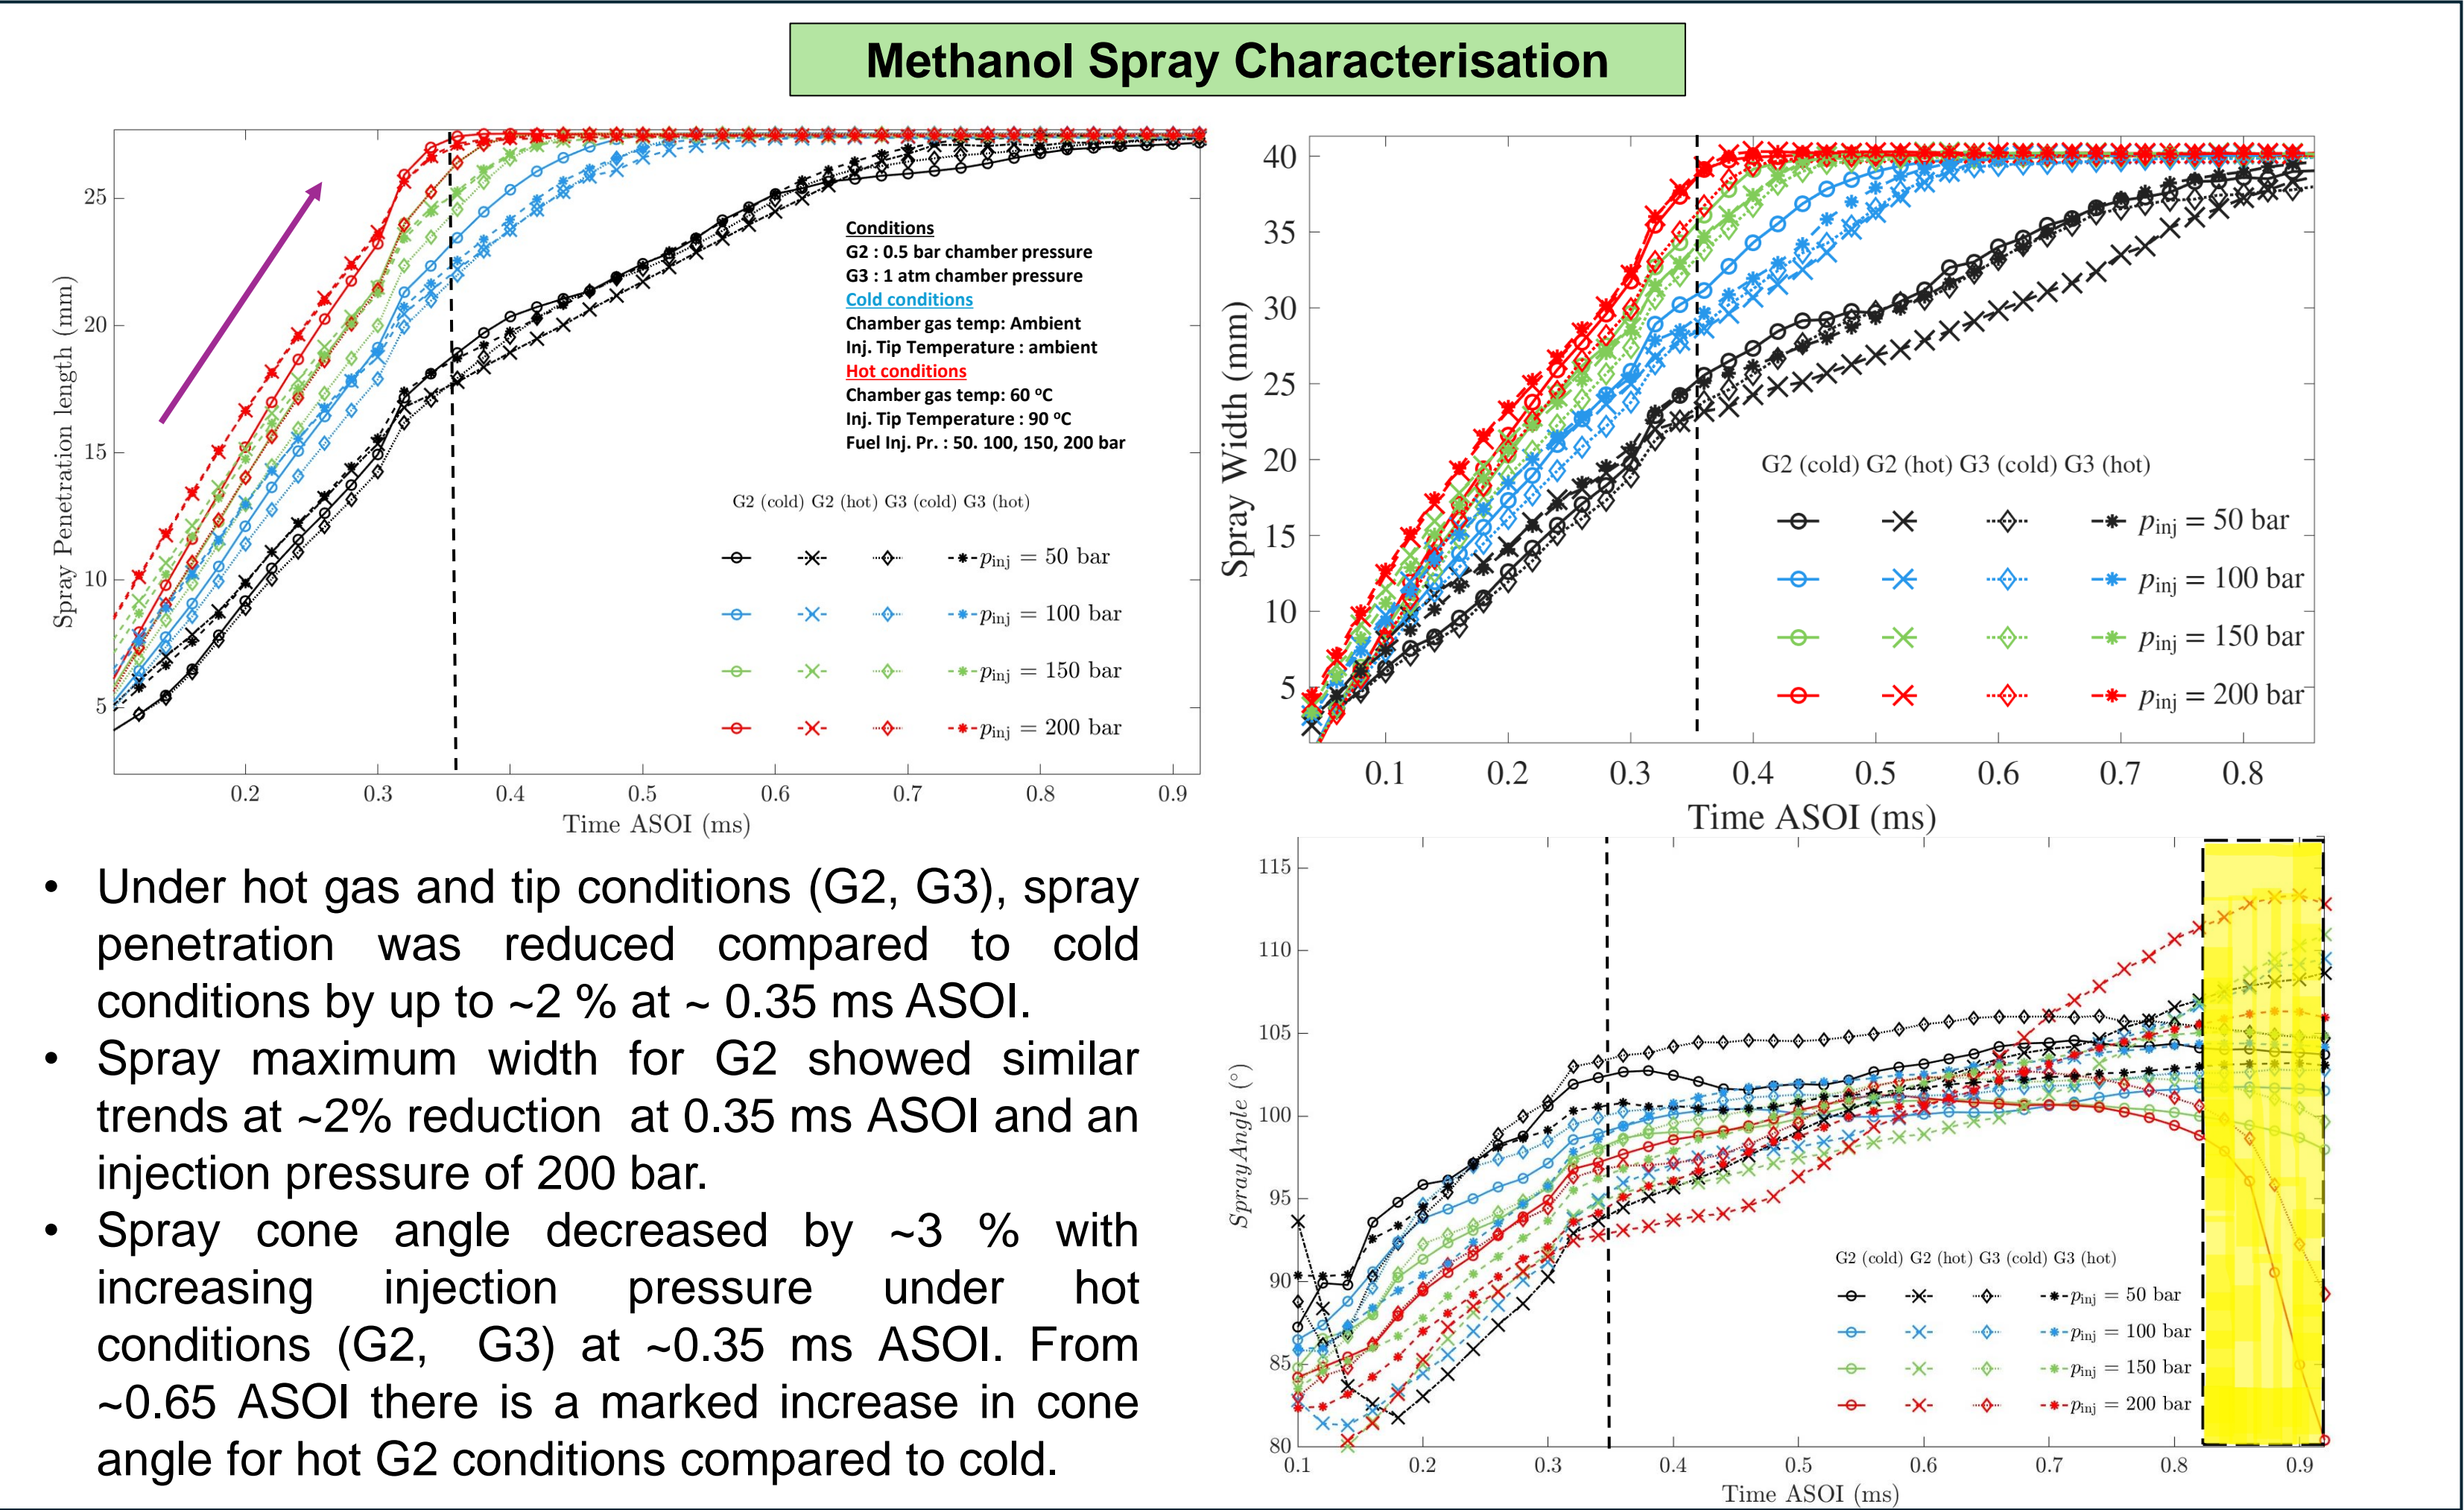 Methanol Spray Characterisation
Spray Penetration length (mm)
25
20
15
10
5
0.2 0.3 0.4 0.5 0.6 0.7 0.8 0.9
Time ASOI (ms)
Conditions
G2 : 0.5 bar chamber pressure
G3 : 1 atm chamber pressure
Cold conditions
Chamber gas temp: Ambient
Inj. Tip Temperature : ambient
Hot conditions
Chamber gas temp: 60 ºC
Inj. Tip Temperature : 90 ºC
Fuel Inj. Pr. : 50. 100, 150, 200 bar
G2 (cold) G2 (hot) G3 (cold) G3 (hot)
pinj = 50 bar
pinj = 100 bar
pinj = 150 bar
pinj = 200 bar
Spray Width (mm)
40
35
30
25
20
15
10
5
0.1 0.2 0.3 0.4 0.5 0.6 0.7 0.8
Time ASOI (ms)
G2 (cold) G2 (hot) G3 (cold) G3 (hot)
pinj = 50 bar
pinj = 100 bar
pinj = 150 bar
pinj = 200 bar
• Under hot gas and tip conditions (G2, G3), spray
penetration was reduced compared to cold
conditions by up to ~2 % at ~ 0.35 ms ASOI.
• Spray maximum width for G2 showed similar
trends at ~2% reduction at 0.35 ms ASOI and an
injection pressure of 200 bar.
• Spray cone angle decreased by ~3 % with
increasing injection pressure under hot
conditions (G2, G3) at ~0.35 ms ASOI. From
~0.65 ASOI there is a marked increase in cone
angle for hot G2 conditions compared to cold.
Spray Angle (°)
115
110
105
100
95
90
85
80
0.1 0.2 0.3 0.4 0.5 0.6 0.7 0.8 0.9
Time ASOI (ms)
G2 (cold) G2 (hot) G3 (cold) G3 (hot)
pinj = 50 bar
pinj = 100 bar
pinj = 150 bar
pinj = 200 bar